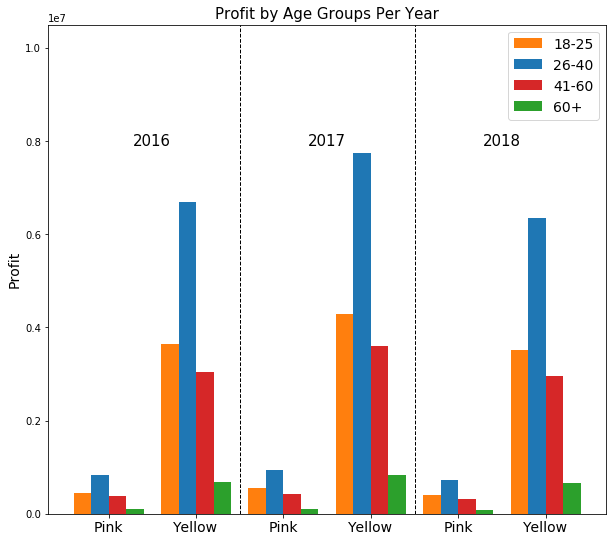 Profit by Age Groups Per Year
1e7
1.0
0.8
0.6
0.4
0.2
0.0
Profit
18-25
26-40
41-60
60+
2016
2017
2018
Pink
Yellow
Pink
Yellow
Pink
Yellow